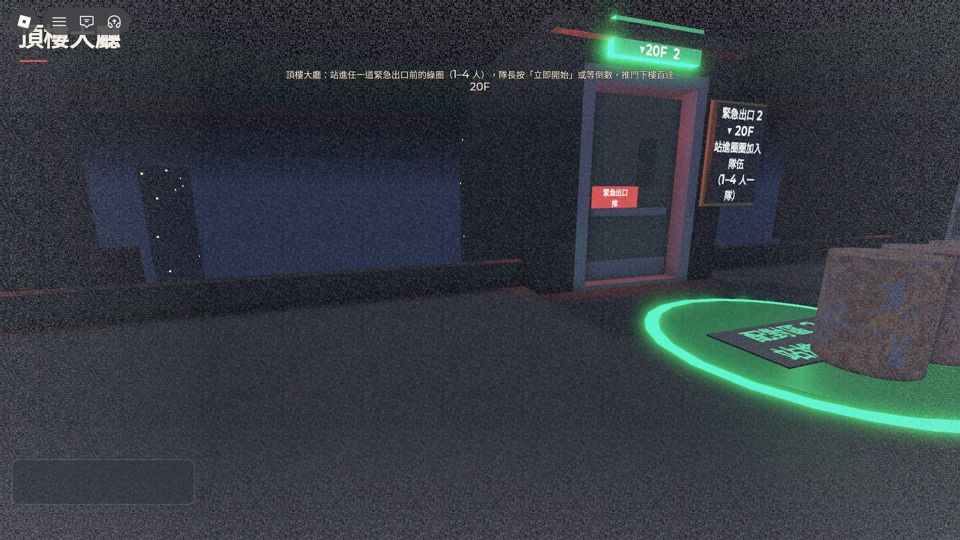 頂樓大廳
頂樓大廳：站進任一道緊急出口前的綠圈（1–4 人），隊長按「立即開始」或等倒數，推門下樓直達
20F
▼20F 2
緊急出口 2
▼ 20F
站進圈圈加入
隊伍
（1–4 人一
隊）
緊急出口
推